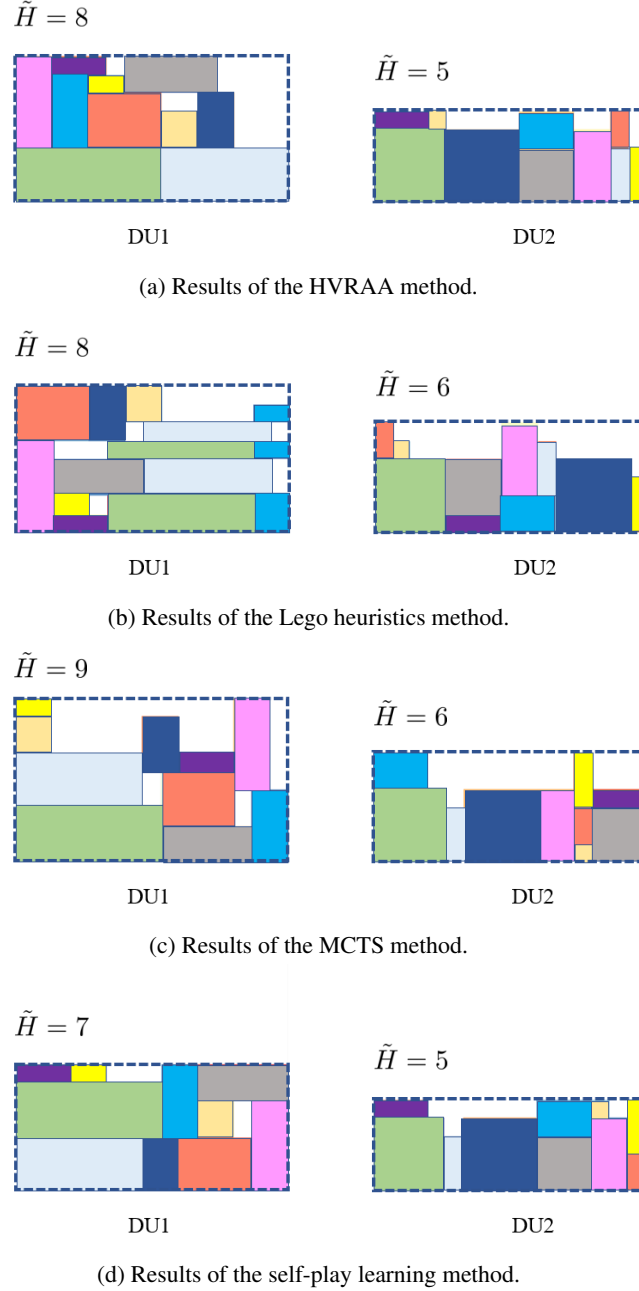 H̃ = 8
H̃ = 5
DU1
DU2
(a) Results of the HVRAA method.
H̃ = 8
H̃ = 6
DU1
DU2
(b) Results of the Lego heuristics method.
H̃ = 9
H̃ = 6
DU1
DU2
(c) Results of the MCTS method.
H̃ = 7
H̃ = 5
DU1
DU2
(d) Results of the self-play learning method.